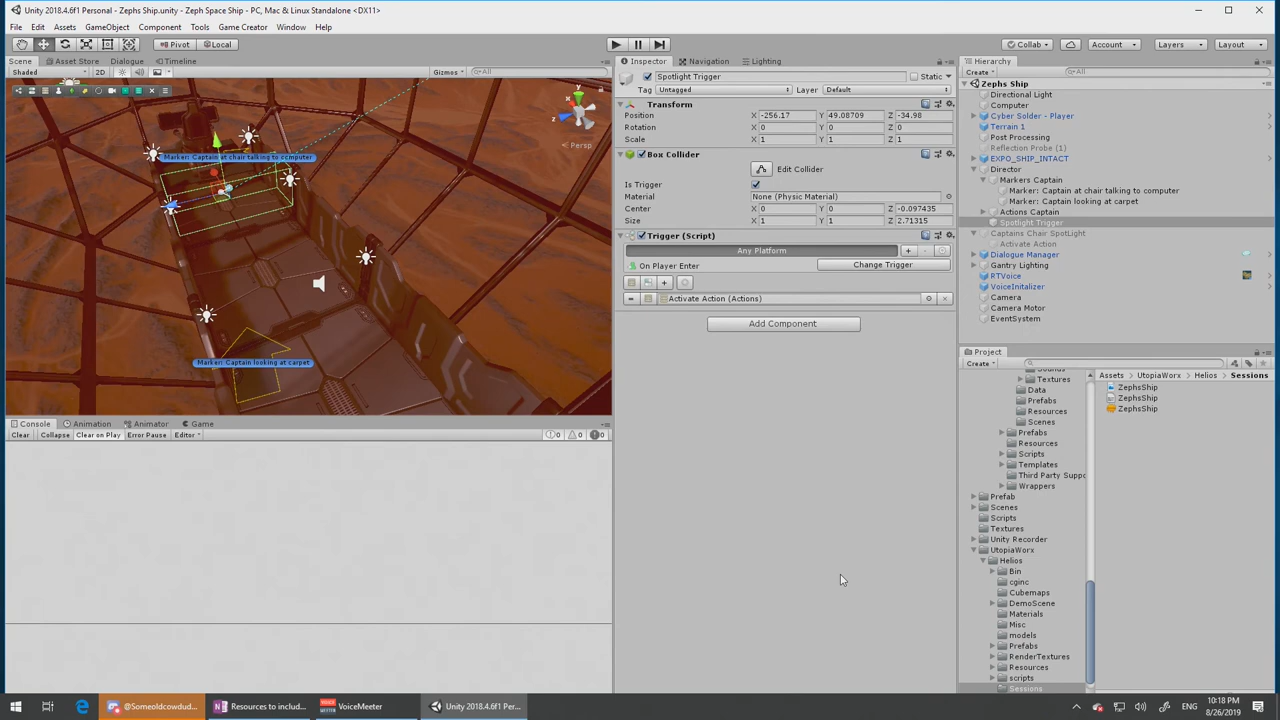 Unity 2018.4.6f1 Personal - Zephs Ship.unity - Zeph Space Ship - PC, Mac & Linux Standalone <DX11>
File Edit Assets GameObject Component Tools Game Creator Window Help
Pivot Local
Collab Account Layers Layout
Scene Asset Store Dialogue Timeline
Shaded 2D Gizmos All
Persp
x
y
z
Marker: Captain at chair talking to computer
Marker: Captain looking at carpet
Console Animation Animator Game
Clear Collapse Clear on Play Error Pause Editor 0 0 0
Inspector Navigation Lighting
Spotlight Trigger Static
Tag Untagged Layer Default
Transform
Position X -256.17 Y 49.08709 Z -34.98
Rotation X 0 Y 0 Z 0
Scale X 1 Y 1 Z 1
Box Collider
Edit Collider
Is Trigger
Material None (Physic Material)
Center X 0 Y 0 Z -0.097435
Size X 1 Y 1 Z 2.71315
Trigger (Script)
Any Platform
On Player Enter Change Trigger
Activate Action (Actions)
Add Component
Hierarchy
Create All
Zephs Ship
Directional Light
Computer
Cyber Solder - Player
Terrain 1
Post Processing
Reflection Probe (1)
EXPO_SHIP_INTACT
Director
Markers Captain
Marker: Captain at chair talking to computer
Marker: Captain looking at carpet
Actions Captain
Spotlight Trigger
Captains Chair SpotLight
Activate Action
Dialogue Manager
Gantry Lighting
RTVoice
VoiceInitalizer
Camera
Camera Motor
EventSystem
Project
Create
Textures
Data
Prefabs
Resources
Scenes
Prefabs
Resources
Scripts
Templates
Third Party Suppo
Wrappers
Prefab
Scenes
Scripts
Textures
Unity Recorder
UtopiaWorx
Helios
Bin
cginc
Cubemaps
DemoScene
Materials
Misc
models
Prefabs
RenderTextures
Resources
scripts
Sessions
Assets UtopiaWorx Helios Sessions
ZephsShip
ZephsShip
ZephsShip
@Someoldcowdud... Resources to includ... VoiceMeeter Unity 2018.4.6f1 Per...
ENG 10:18 PM
8/26/2019